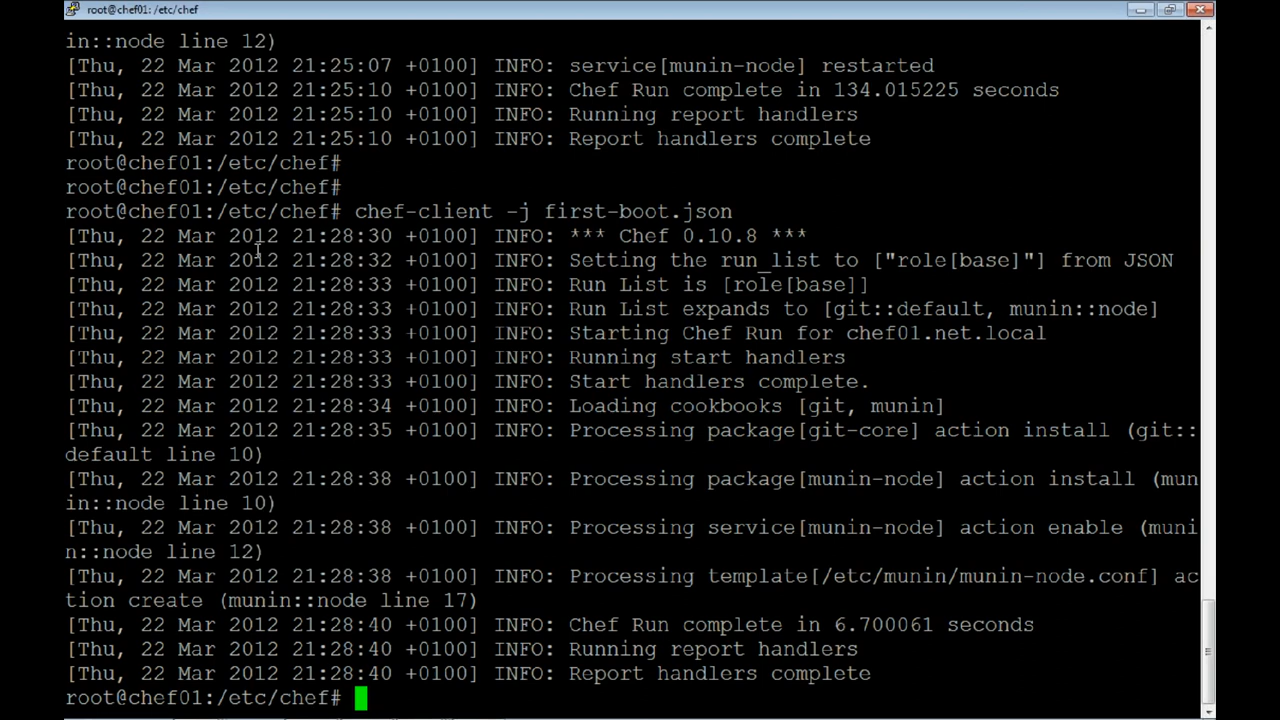 root@chef01: /etc/chef
in::node line 12)
[Thu, 22 Mar 2012 21:25:07 +0100] INFO: service[munin-node] restarted
[Thu, 22 Mar 2012 21:25:10 +0100] INFO: Chef Run complete in 134.015225 seconds
[Thu, 22 Mar 2012 21:25:10 +0100] INFO: Running report handlers
[Thu, 22 Mar 2012 21:25:10 +0100] INFO: Report handlers complete
root@chef01:/etc/chef#
root@chef01:/etc/chef#
root@chef01:/etc/chef# chef-client -j first-boot.json
[Thu, 22 Mar 2012 21:28:30 +0100] INFO: *** Chef 0.10.8 ***
[Thu, 22 Mar 2012 21:28:32 +0100] INFO: Setting the run_list to ["role[base]"] from JSON
[Thu, 22 Mar 2012 21:28:33 +0100] INFO: Run List is [role[base]]
[Thu, 22 Mar 2012 21:28:33 +0100] INFO: Run List expands to [git::default, munin::node]
[Thu, 22 Mar 2012 21:28:33 +0100] INFO: Starting Chef Run for chef01.net.local
[Thu, 22 Mar 2012 21:28:33 +0100] INFO: Running start handlers
[Thu, 22 Mar 2012 21:28:33 +0100] INFO: Start handlers complete.
[Thu, 22 Mar 2012 21:28:34 +0100] INFO: Loading cookbooks [git, munin]
[Thu, 22 Mar 2012 21:28:35 +0100] INFO: Processing package[git-core] action install (git::
default line 10)
[Thu, 22 Mar 2012 21:28:38 +0100] INFO: Processing package[munin-node] action install (mun
in::node line 10)
[Thu, 22 Mar 2012 21:28:38 +0100] INFO: Processing service[munin-node] action enable (muni
n::node line 12)
[Thu, 22 Mar 2012 21:28:38 +0100] INFO: Processing template[/etc/munin/munin-node.conf] ac
tion create (munin::node line 17)
[Thu, 22 Mar 2012 21:28:40 +0100] INFO: Chef Run complete in 6.700061 seconds
[Thu, 22 Mar 2012 21:28:40 +0100] INFO: Running report handlers
[Thu, 22 Mar 2012 21:28:40 +0100] INFO: Report handlers complete
root@chef01:/etc/chef#